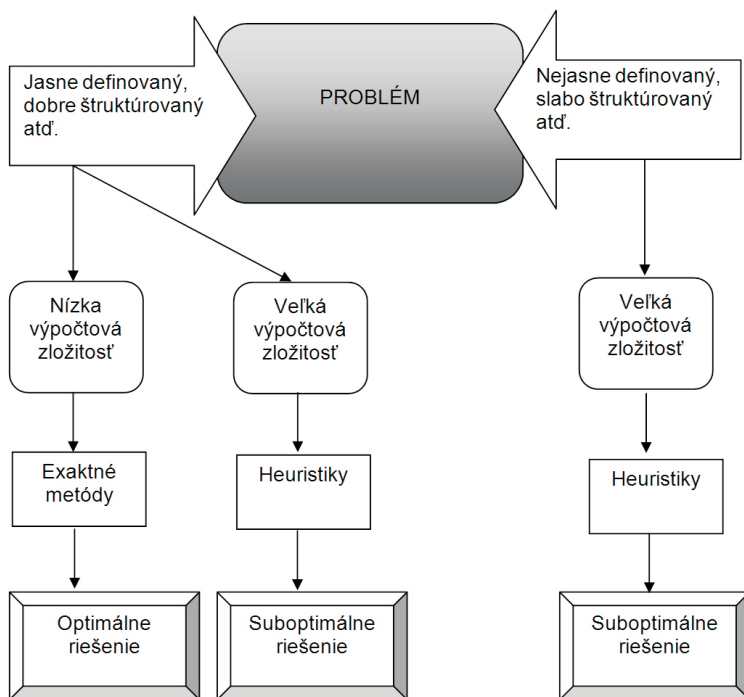 Jasne definovaný,
dobre štruktúrovaný
atď.
PROBLÉM
Nejasne definovaný,
slabo štruktúrovaný
atď.
Nízka
výpočtová
zložitosť
Veľká
výpočtová
zložitosť
Veľká
výpočtová
zložitosť
Exaktné
metódy
Heuristiky
Heuristiky
Optimálne
riešenie
Suboptimálne
riešenie
Suboptimálne
riešenie